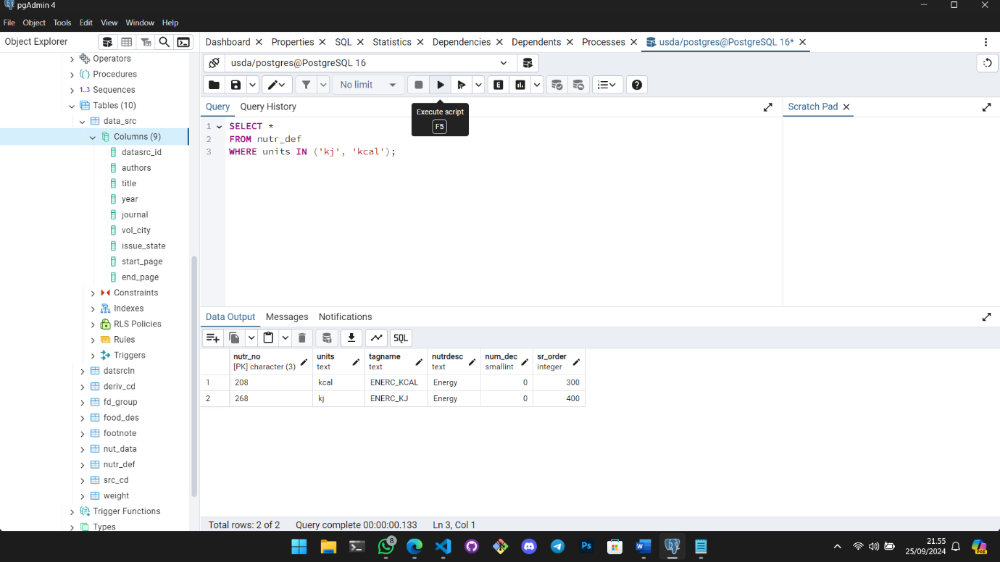 pgAdmin 4
File Object Tools Edit View Window Help
Object Explorer
Dashboard Properties SQL Statistics Dependencies Dependents Processes usda/postgres@PostgreSQL 16*
usda/postgres@PostgreSQL 16
No limit
E
Query Query History
Execute script
F5
Scratch Pad
1 SELECT *
2 FROM nutr_def
3 WHERE units IN ('kj', 'kcal');
Operators
Procedures
1..3 Sequences
Tables (10)
data_src
Columns (9)
datasrc_id
authors
title
year
journal
vol_city
issue_state
start_page
end_page
Constraints
Indexes
RLS Policies
Rules
Triggers
datsrcln
deriv_cd
fd_group
food_des
footnote
nut_data
nutr_def
src_cd
weight
Trigger Functions
Types
Data Output Messages Notifications
SQL
nutr_no units tagname nutrdesc num_dec sr_order
[PK] character (3) text text text smallint integer
1 208 kcal ENERC_KCAL Energy 0 300
2 268 kj ENERC_KJ Energy 0 400
Total rows: 2 of 2 Query complete 00:00:00.133 Ln 3, Col 1
8
Ps
W
21.55
25/09/2024
PRE